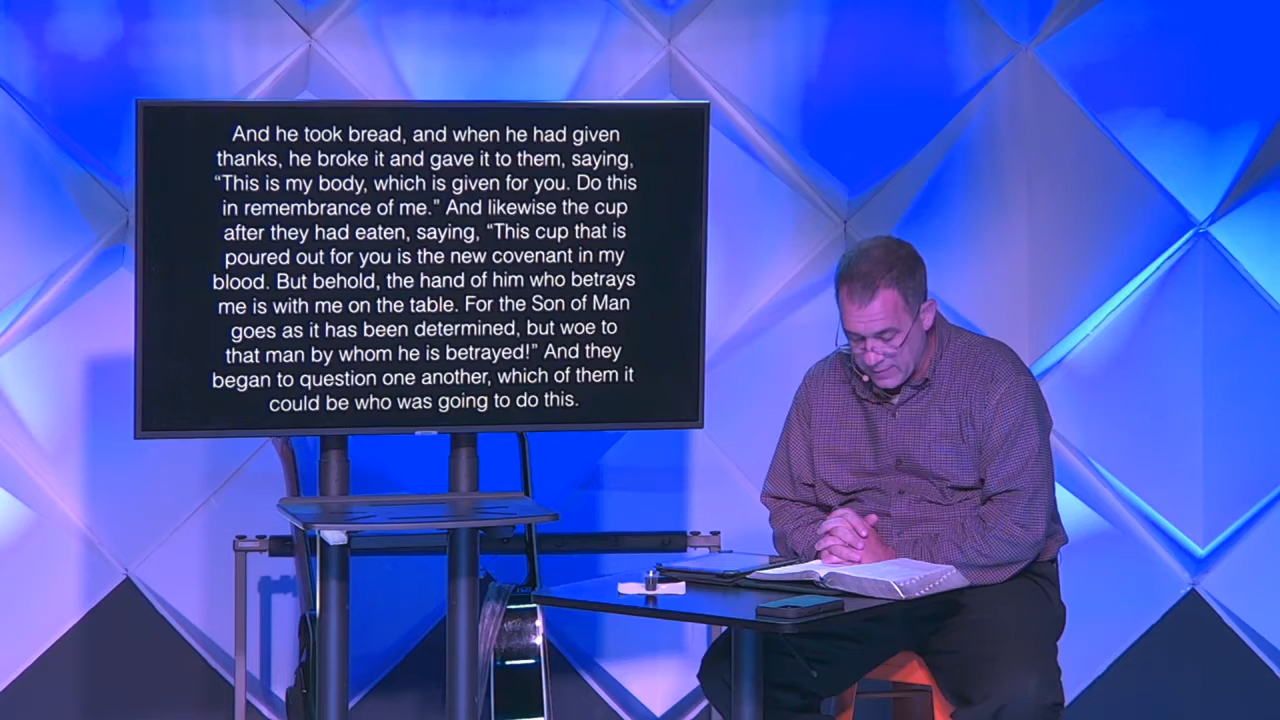 And he took bread, and when he had given
thanks, he broke it and gave it to them, saying,
“This is my body, which is given for you. Do this
in remembrance of me.” And likewise the cup
after they had eaten, saying, “This cup that is
poured out for you is the new covenant in my
blood. But behold, the hand of him who betrays
me is with me on the table. For the Son of Man
goes as it has been determined, but woe to
that man by whom he is betrayed!” And they
began to question one another, which of them it
could be who was going to do this.